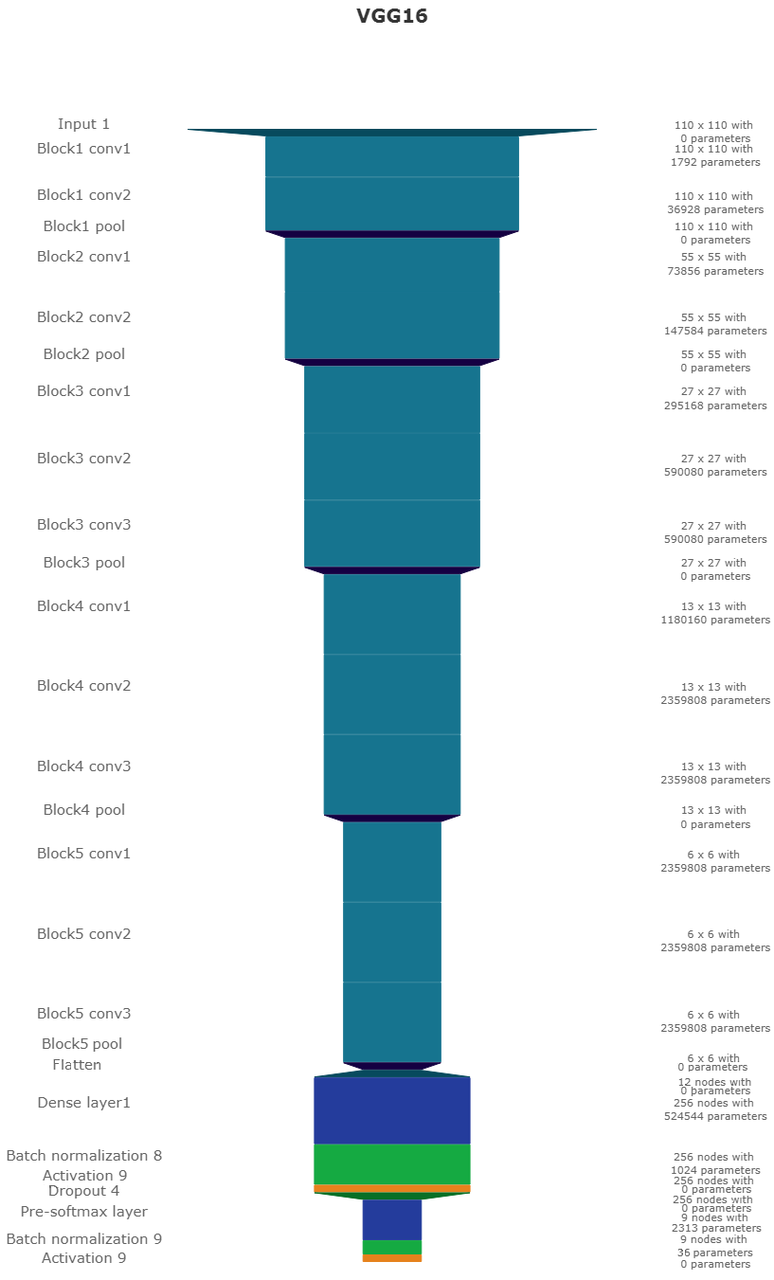 VGG16
Input 1
110 x 110 with
0 parameters
Block1 conv1
110 x 110 with
1792 parameters
Block1 conv2
110 x 110 with
36928 parameters
Block1 pool
110 x 110 with
0 parameters
Block2 conv1
55 x 55 with
73856 parameters
Block2 conv2
55 x 55 with
147584 parameters
Block2 pool
55 x 55 with
0 parameters
Block3 conv1
27 x 27 with
295168 parameters
Block3 conv2
27 x 27 with
590080 parameters
Block3 conv3
27 x 27 with
590080 parameters
Block3 pool
27 x 27 with
0 parameters
Block4 conv1
13 x 13 with
1180160 parameters
Block4 conv2
13 x 13 with
2359808 parameters
Block4 conv3
13 x 13 with
2359808 parameters
Block4 pool
13 x 13 with
0 parameters
Block5 conv1
6 x 6 with
2359808 parameters
Block5 conv2
6 x 6 with
2359808 parameters
Block5 conv3
6 x 6 with
2359808 parameters
Block5 pool
6 x 6 with
0 parameters
Flatten
12 nodes with
0 parameters
Dense layer1
256 nodes with
524544 parameters
Batch normalization 8
256 nodes with
1024 parameters
Activation 9
256 nodes with
0 parameters
Dropout 4
256 nodes with
0 parameters
Pre-softmax layer
9 nodes with
2313 parameters
Batch normalization 9
9 nodes with
36 parameters
Activation 9
0 parameters